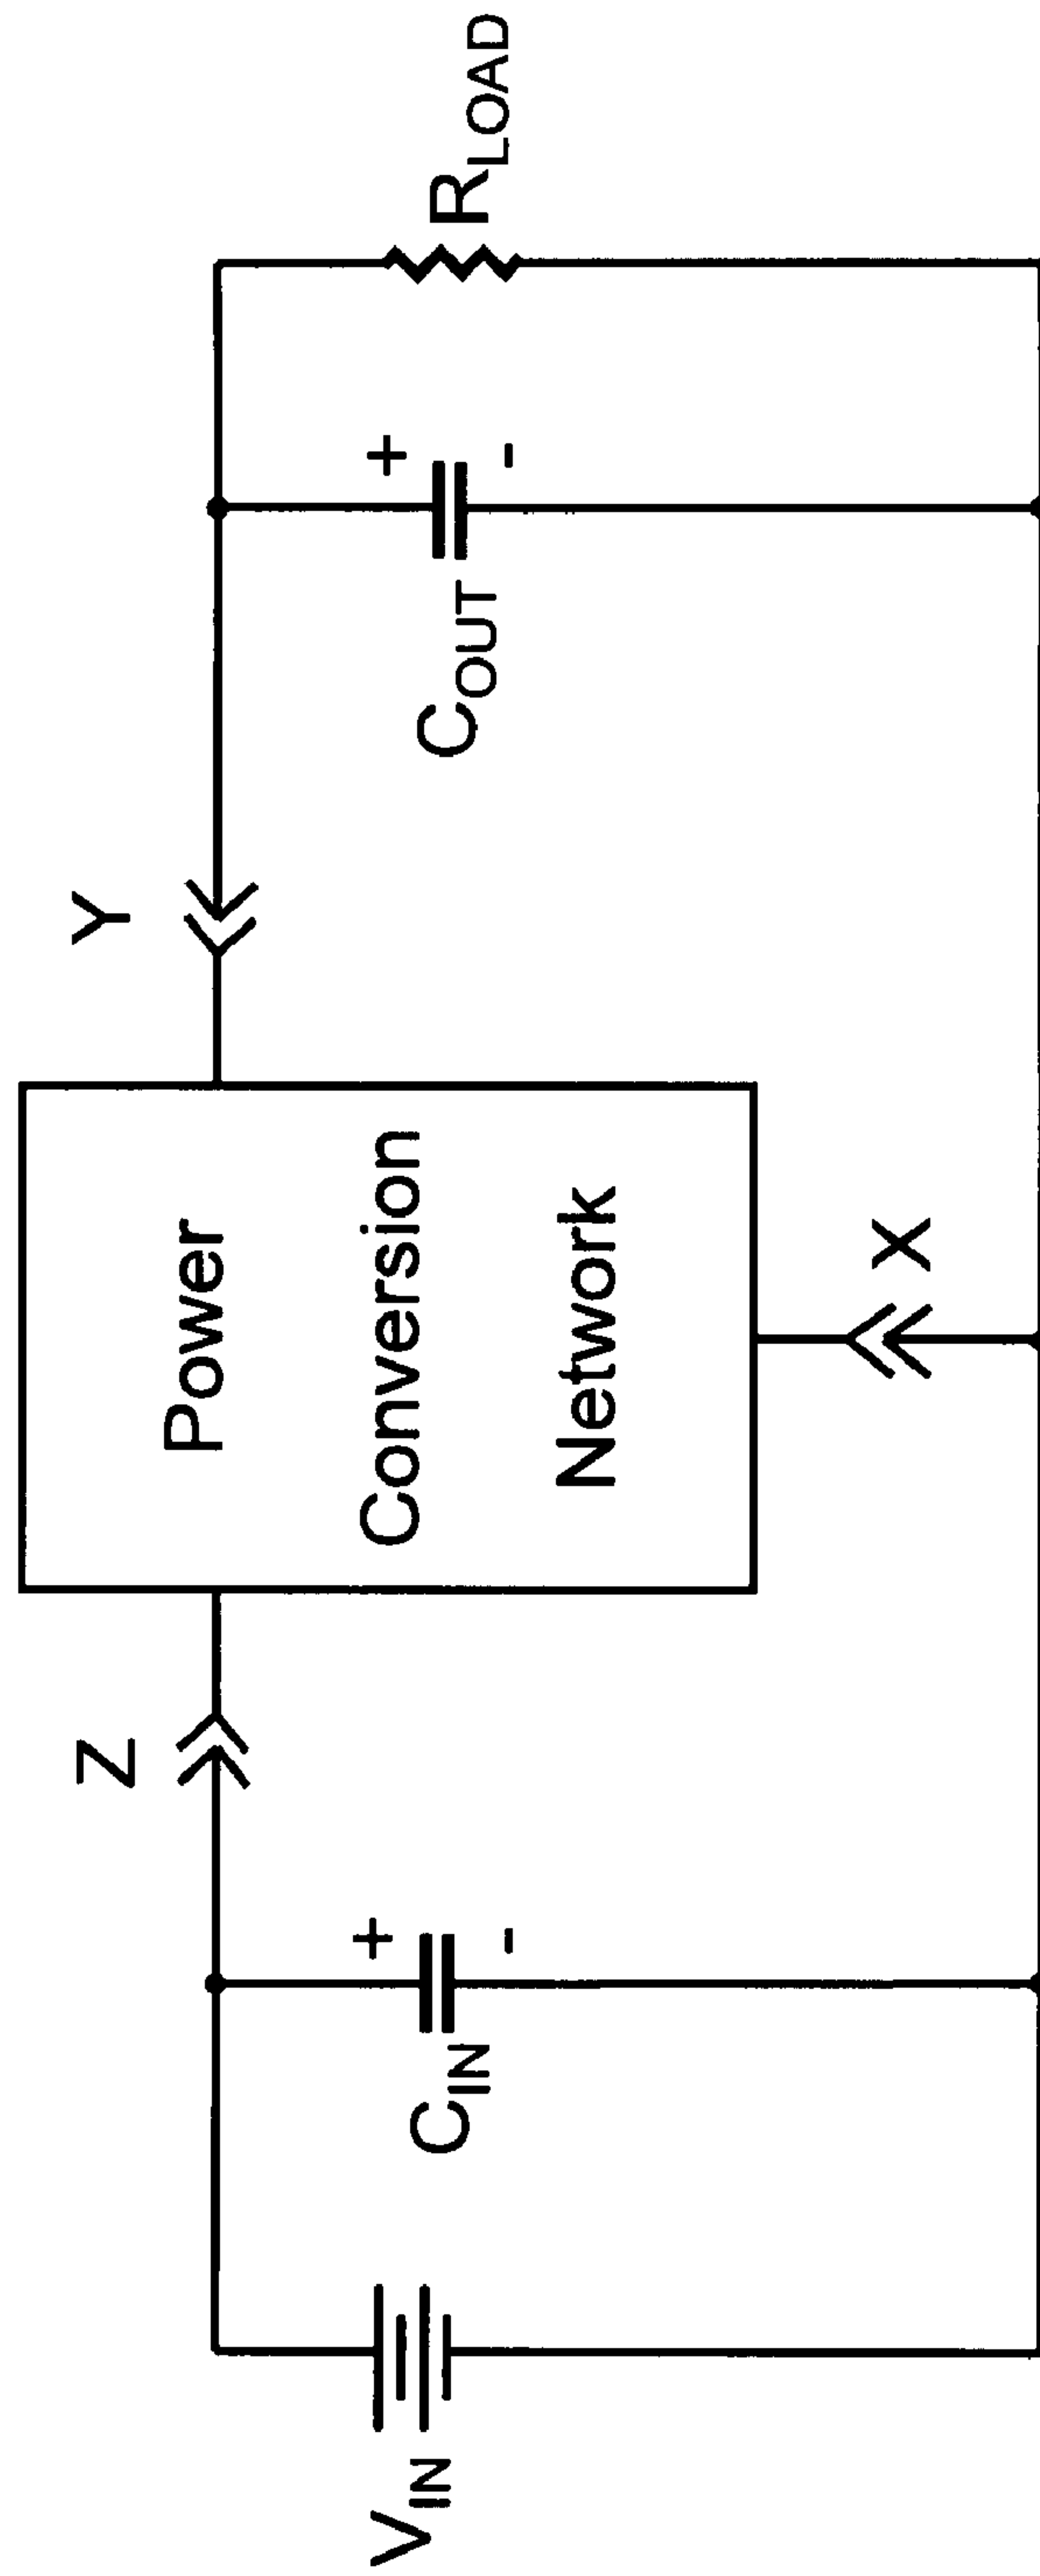 Z
Y
Power
Conversion
Network
V_IN
C_IN
+
-
X
C_OUT
+
-
R_LOAD